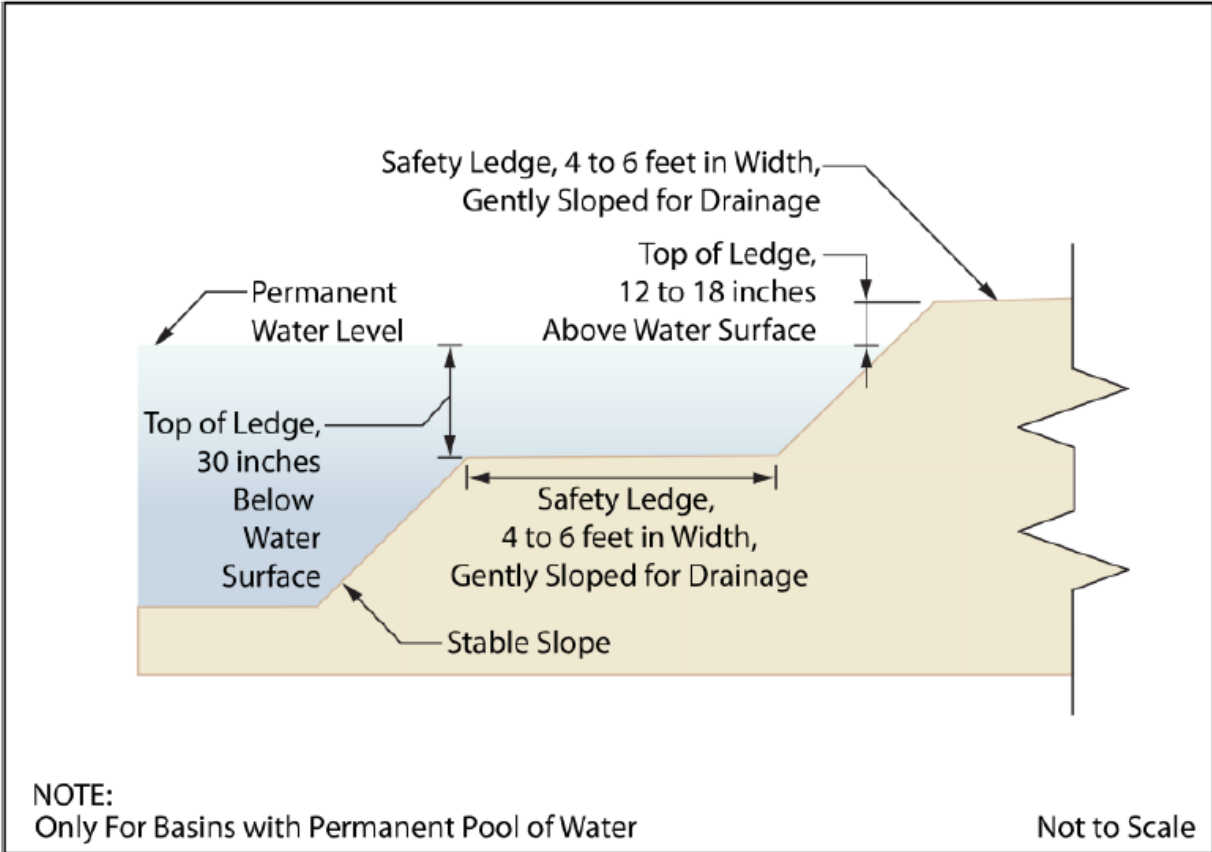 Safety Ledge, 4 to 6 feet in Width,
Gently Sloped for Drainage
Top of Ledge,
12 to 18 inches
Above Water Surface
Permanent
Water Level
Top of Ledge,
30 inches
Below
Water
Surface
Safety Ledge,
4 to 6 feet in Width,
Gently Sloped for Drainage
Stable Slope
NOTE:
Only For Basins with Permanent Pool of Water
Not to Scale